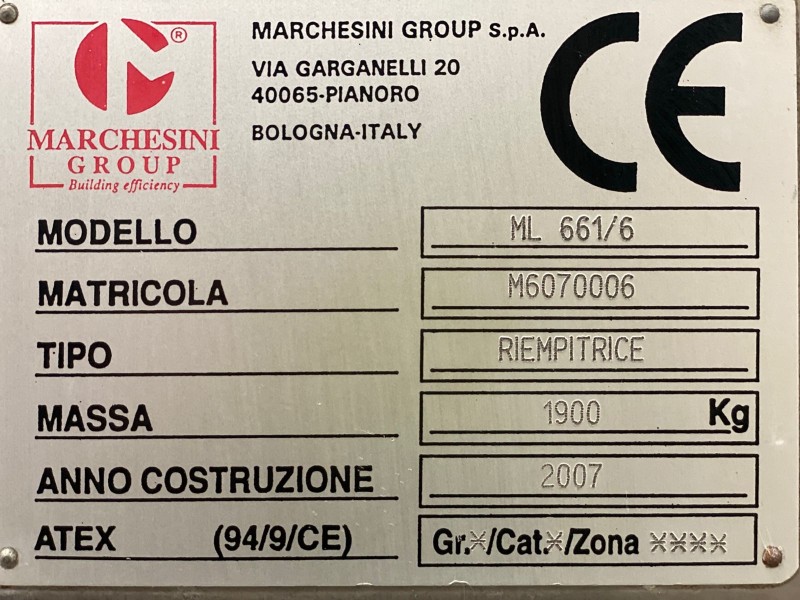 ®
MARCHESINI
GROUP
Building efficiency
MARCHESINI GROUP S.p.A.
VIA GARGANELLI 20
40065-PIANORO
BOLOGNA-ITALY
CE
MODELLO ML 661/6
MATRICOLA M6070006
TIPO RIEMPITRICE
MASSA 1900 Kg
ANNO COSTRUZIONE 2007
ATEX (94/9/CE) Gr.*/Cat.*/Zona ****